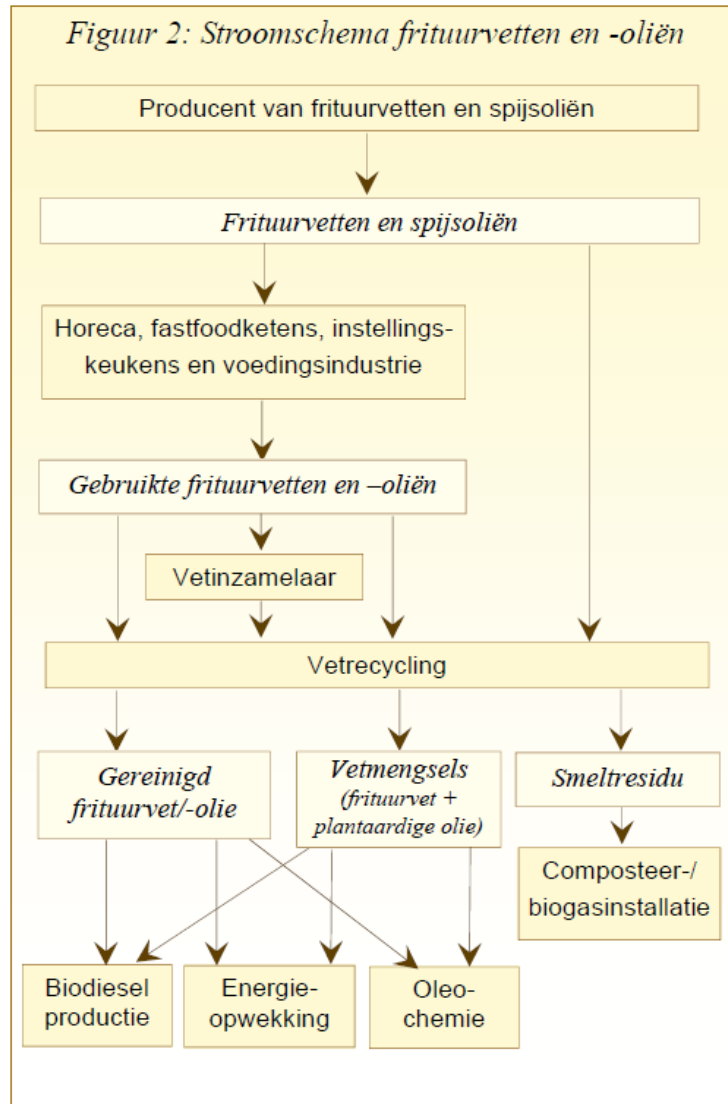 Figuur 2: Stroomschema frituurvetten en -oliën
Producent van frituurvetten en spijsoliën
Frituurvetten en spijsoliën
Horeca, fastfoodketens, instellings-
keukens en voedingsindustrie
Gebruikte frituurvetten en –oliën
Vetinzamelaar
Vetrecycling
Gereinigd
frituurvet/-olie
Vetmengsels
(frituurvet +
plantaardige olie)
Smeltresidu
Composteer-/
biogasinstallatie
Biodiesel
productie
Energie-
opwekking
Oleo-
chemie